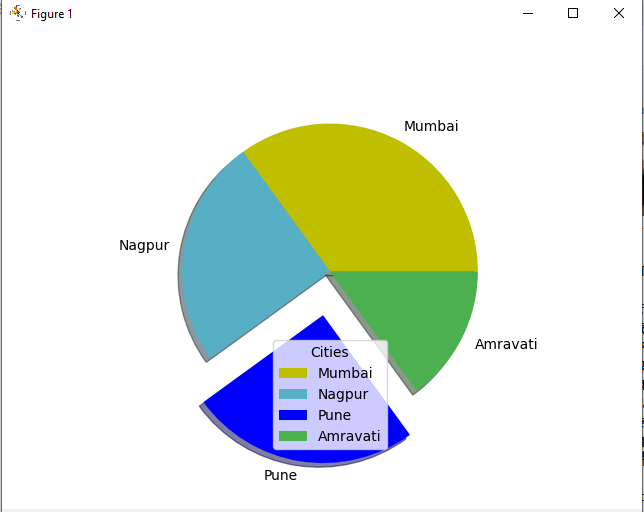 Figure 1
Mumbai
Nagpur
Amravati
Cities
Mumbai
Nagpur
Pune
Amravati
Pune